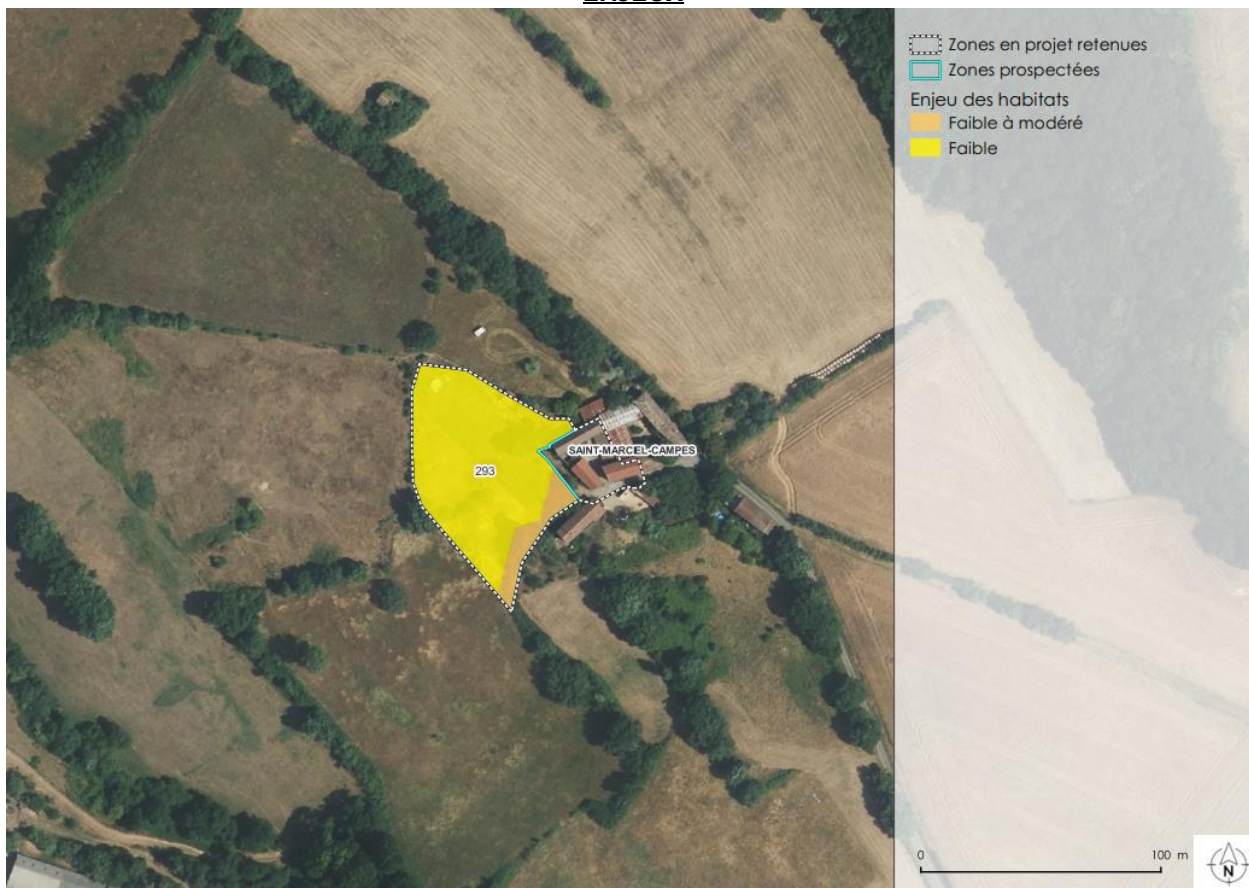 Zones en projet retenues
Zones prospectées
Enjeu des habitats
Faible à modéré
Faible
SAINT-MARCEL-CAMPES
293
0 100 m
N